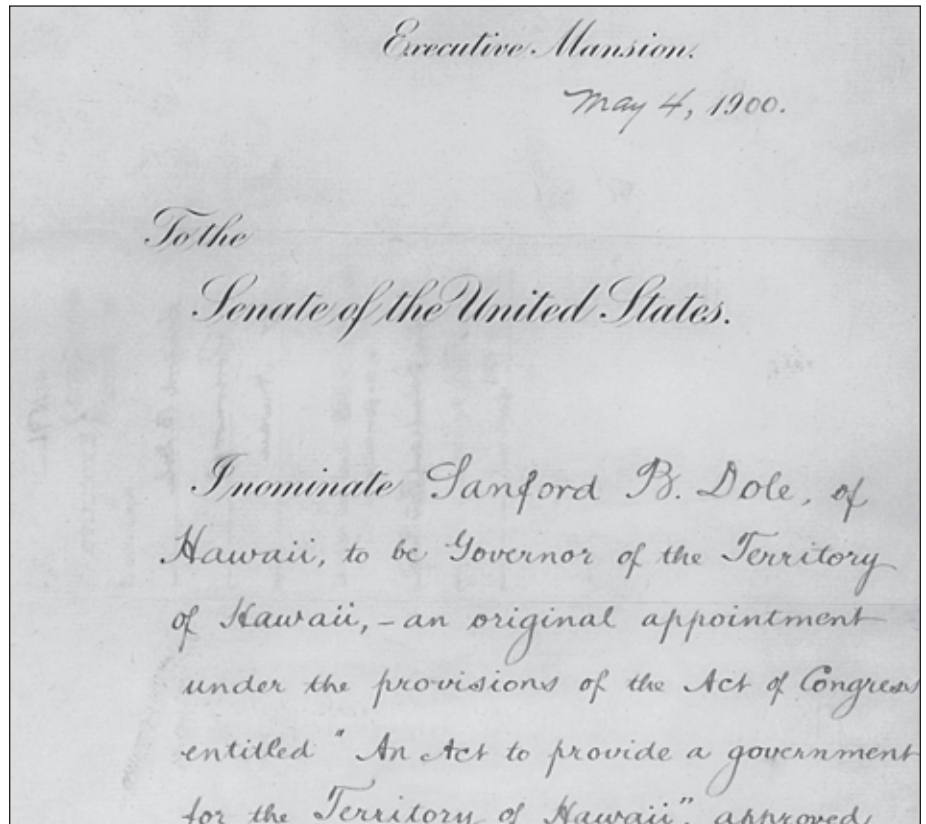 Executive Mansion.
May 4, 1900.
To the
Senate of the United States.
I nominate Sanford B. Dole, of
Hawaii, to be Governor of the Territory
of Hawaii, - an original appointment
under the provisions of the Act of Congress
entitled "An Act to provide a government
for the Territory of Hawaii", approved